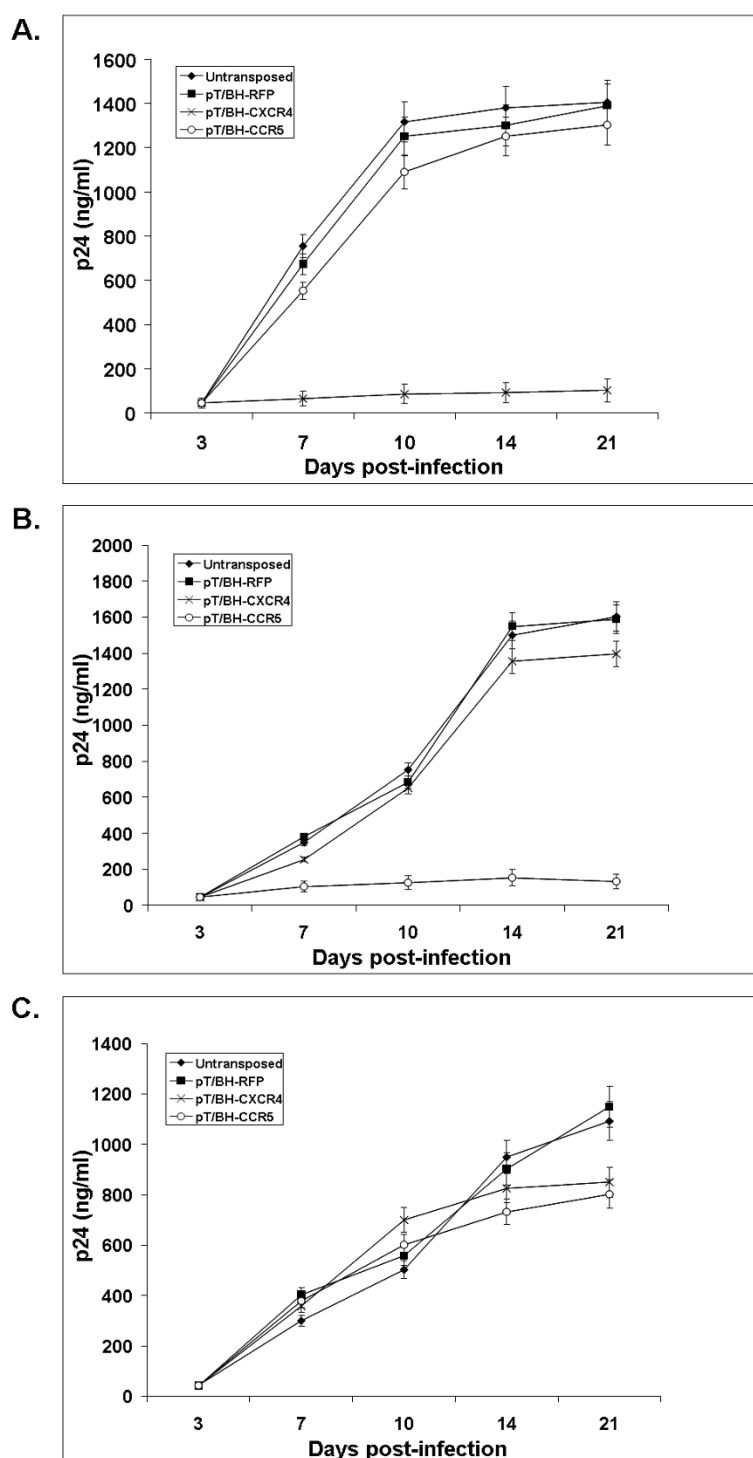 A.
1600
1400
1200
1000
800
600
400
200
0
p24 (ng/ml)
Untransposed
pT/BH-RFP
pT/BH-CXCR4
pT/BH-CCR5
3 7 10 14 21
Days post-infection
B.
2000
1800
1600
1400
1200
1000
800
600
400
200
0
p24 (ng/ml)
Untransposed
pT/BH-RFP
pT/BH-CXCR4
pT/BH-CCR5
3 7 10 14 21
Days post-infection
C.
1400
1200
1000
800
600
400
200
0
p24 (ng/ml)
Untransposed
pT/BH-RFP
pT/BH-CXCR4
pT/BH-CCR5
3 7 10 14 21
Days post-infection